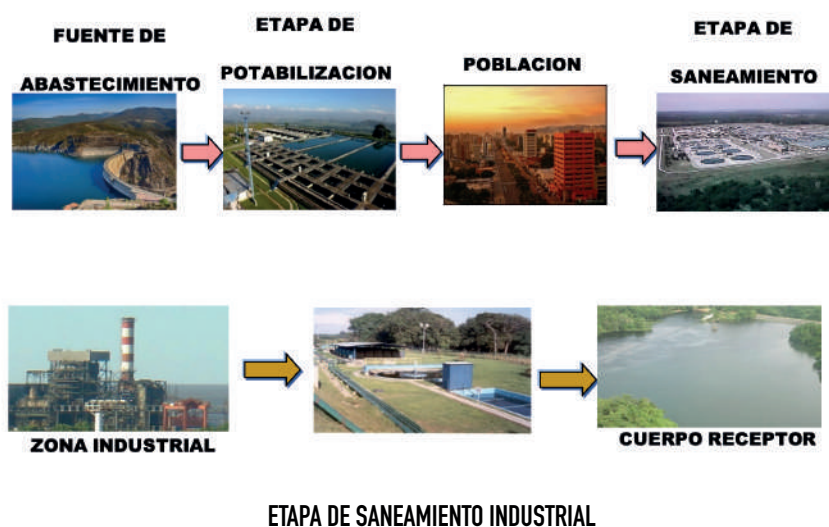 FUENTE DE
ABASTECIMIENTO
ETAPA DE
POTABILIZACION
POBLACION
ETAPA DE
SANEAMIENTO
ZONA INDUSTRIAL
CUERPO RECEPTOR
ETAPA DE SANEAMIENTO INDUSTRIAL